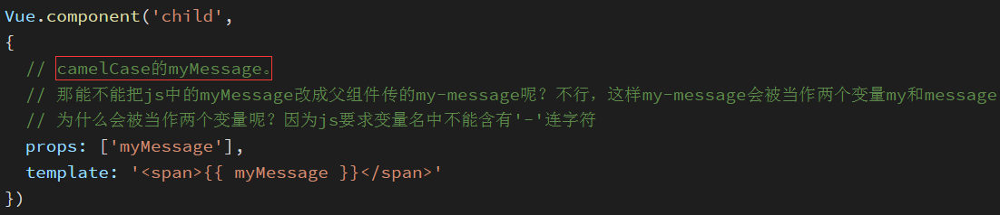 Vue.component('child',
{
  // camelCase的myMessage。
  // 那能不能把js中的myMessage改成父组件传的my-message呢？不行，这样my-message会被当作两个变量my和message
  // 为什么会被当作两个变量呢？因为js要求变量名中不能含有'-'连字符
  props: ['myMessage'],
  template: '<span>{{ myMessage }}</span>'
})